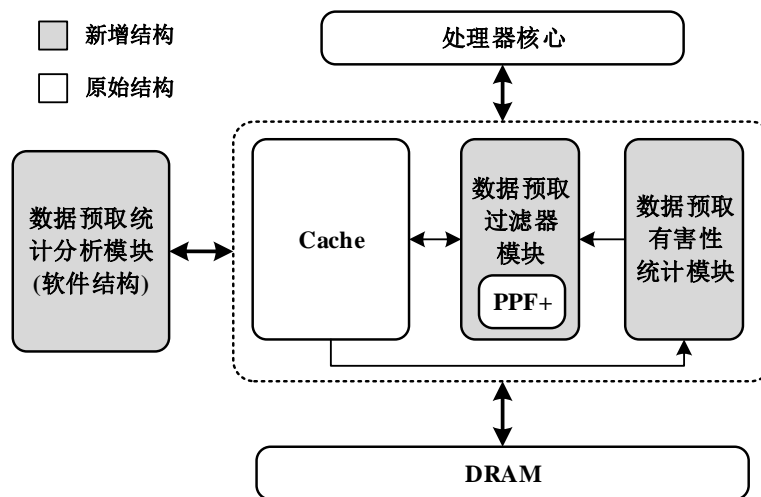 新增结构
原始结构
处理器核心
数据预取统
计分析模块
(软件结构)
Cache
数据预取
过滤器
模块
PPF+
数据预取
有害性
统计模块
DRAM